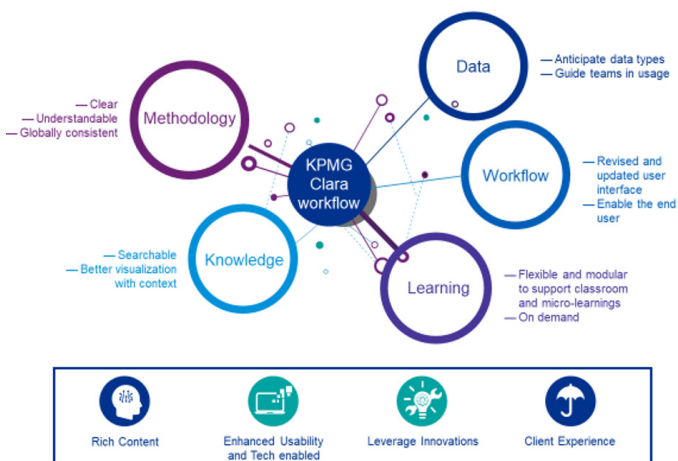 KPMG
Clara
workflow
Methodology
— Clear
— Understandable
— Globally consistent
Data
— Anticipate data types
— Guide teams in usage
Workflow
— Revised and
updated user
interface
— Enable the end
user
Knowledge
— Searchable
— Better visualization
with context
Learning
— Flexible and modular
to support classroom
and micro-learnings
— On demand
Rich Content
Enhanced Usability
and Tech enabled
Leverage Innovations
Client Experience